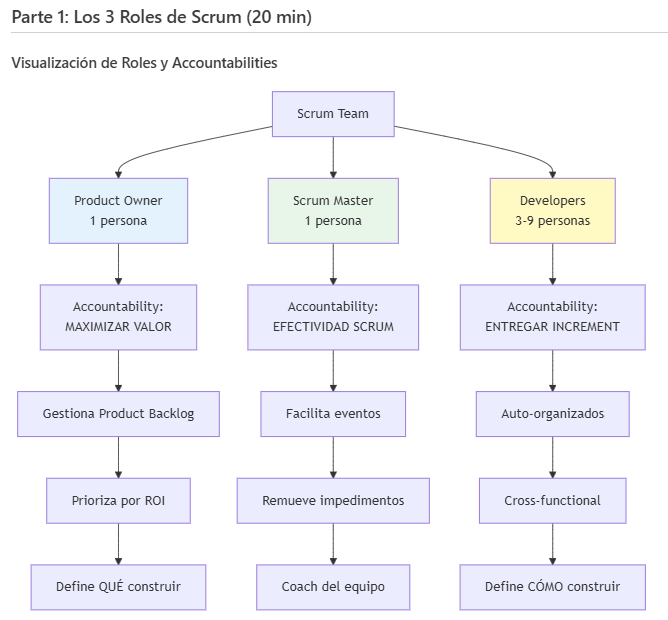 Parte 1: Los 3 Roles de Scrum (20 min)
Visualización de Roles y Accountabilities
Scrum Team
Product Owner
1 persona
Scrum Master
1 persona
Developers
3-9 personas
Accountability:
MAXIMIZAR VALOR
Accountability:
EFECTIVIDAD SCRUM
Accountability:
ENTREGAR INCREMENT
Gestiona Product Backlog
Facilita eventos
Auto-organizados
Prioriza por ROI
Remueve impedimentos
Cross-functional
Define QUÉ construir
Coach del equipo
Define CÓMO construir